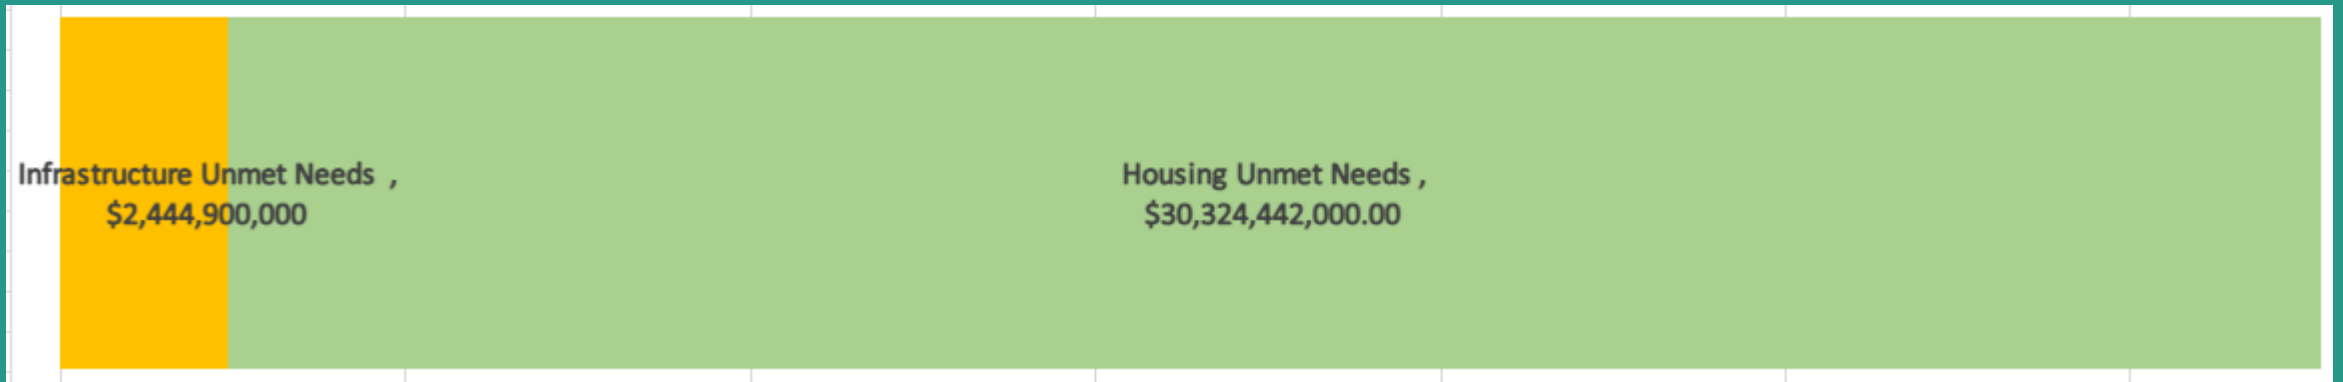 Infrastructure Unmet Needs ,
$2,444,900,000
Housing Unmet Needs ,
$30,324,442,000.00